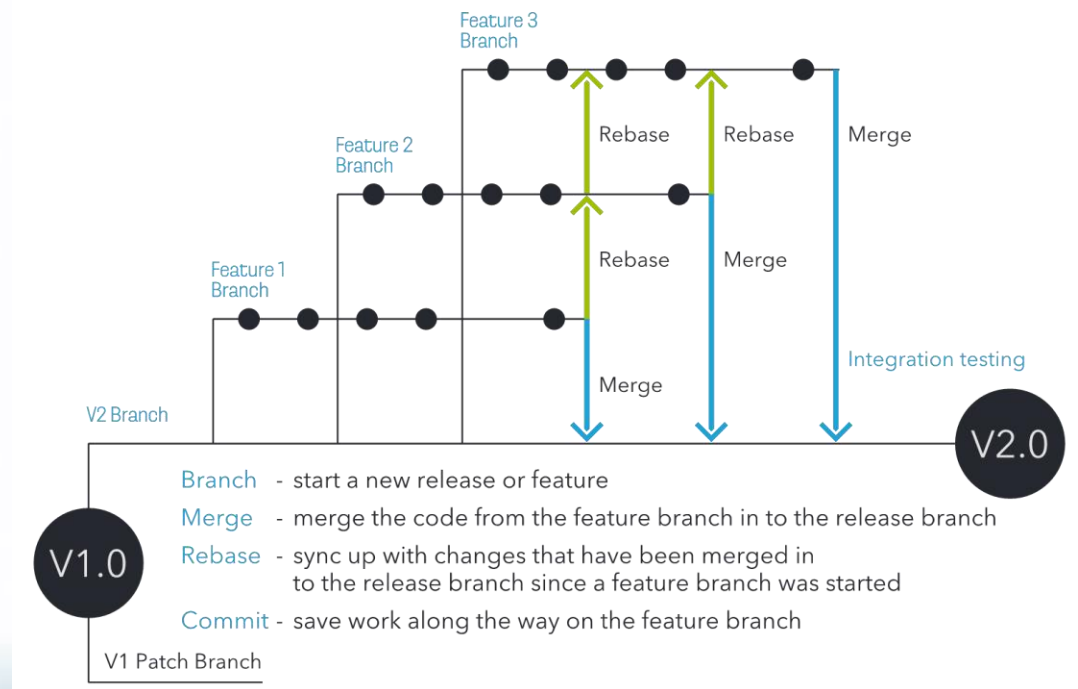 Feature 3
Branch
Feature 2
Branch
Rebase
Rebase
Merge
Feature 1
Branch
Rebase
Merge
Merge
Integration testing
V2 Branch
V2.0
Branch - start a new release or feature
Merge - merge the code from the feature branch in to the release branch
Rebase - sync up with changes that have been merged in
to the release branch since a feature branch was started
Commit - save work along the way on the feature branch
V1.0
V1 Patch Branch